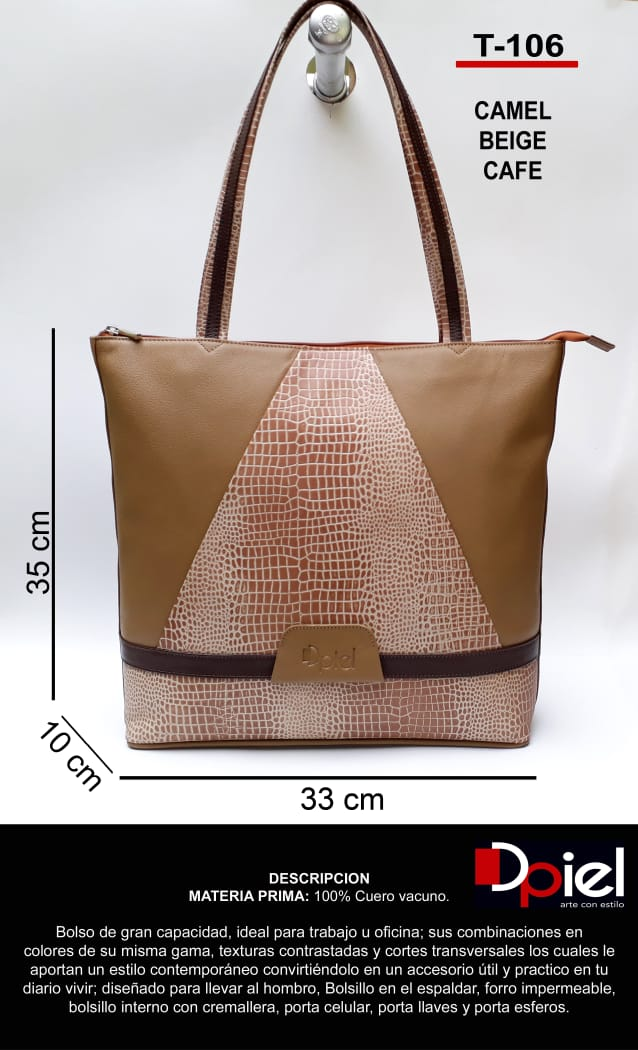 T-106
CAMEL
BEIGE
CAFE
35 cm
10 cm
33 cm
Dpiel
Dpiel
arte con estilo
DESCRIPCION
MATERIA PRIMA: 100% Cuero vacuno.
Bolso de gran capacidad, ideal para trabajo u oficina; sus combinaciones en
colores de su misma gama, texturas contrastadas y cortes transversales los cuales le
aportan un estilo contemporáneo convirtiéndolo en un accesorio útil y practico en tu
diario vivir; diseñado para llevar al hombro, Bolsillo en el espaldar, forro impermeable,
bolsillo interno con cremallera, porta celular, porta llaves y porta esferos.